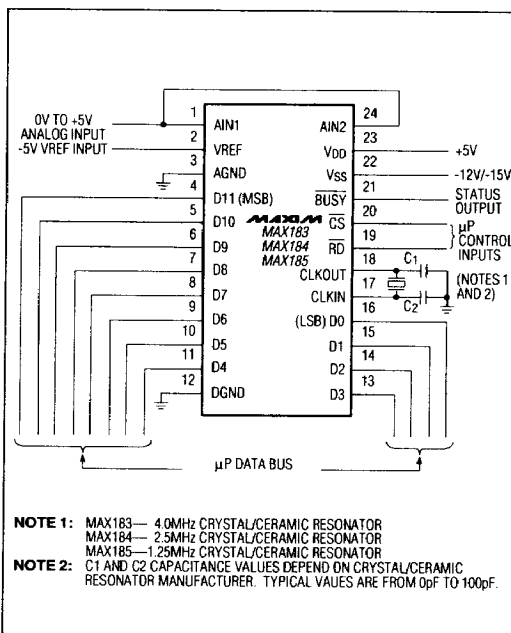 0V TO +5V
ANALOG INPUT
-5V VREF INPUT
1
AIN1
2
VREF
3
AGND
4
D11 (MSB)
5
D10
6
D9
7
D8
8
D7
9
D6
10
D5
11
D4
12
DGND
MAXIM
MAX183
MAX184
MAX185
24
AIN2
23
VDD
+5V
22
VSS
-12V/-15V
21
BUSY
STATUS
OUTPUT
20
CS
19
RD
µP
CONTROL
INPUTS
18
CLKOUT
C1
17
CLKIN
C2
(NOTES 1
AND 2)
16
(LSB) D0
15
D1
14
D2
13
D3
µP DATA BUS
NOTE 1: MAX183— 4.0MHz CRYSTAL/CERAMIC RESONATOR
MAX184— 2.5MHz CRYSTAL/CERAMIC RESONATOR
MAX185—1.25MHz CRYSTAL/CERAMIC RESONATOR
NOTE 2: C1 AND C2 CAPACITANCE VALUES DEPEND ON CRYSTAL/CERAMIC
RESONATOR MANUFACTURER. TYPICAL VAUES ARE FROM 0pF TO 100pF.